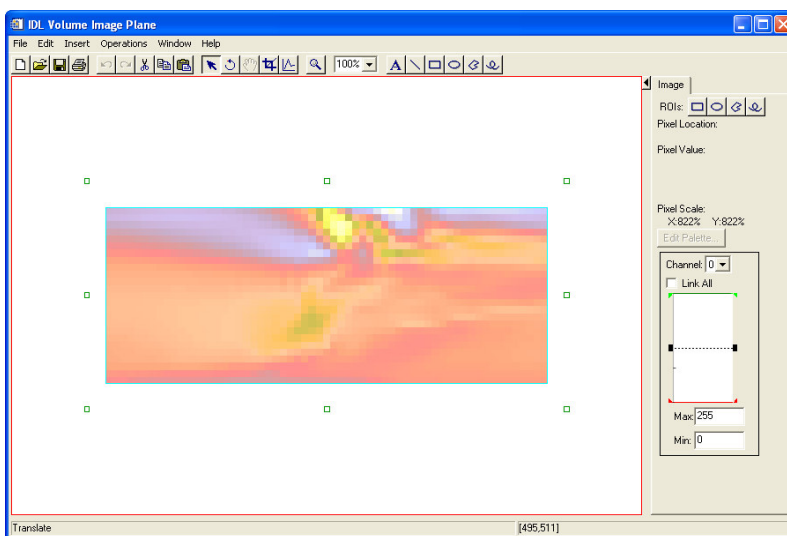 IDL Volume Image Plane
File Edit Insert Operations Window Help
100% A
Image
ROIs:
Pixel Location:
Pixel Value:
Pixel Scale:
X:822% Y:822%
Edit Palette...
Channel: 0
Link All
Max: 255
Min: 0
Translate [495,511]